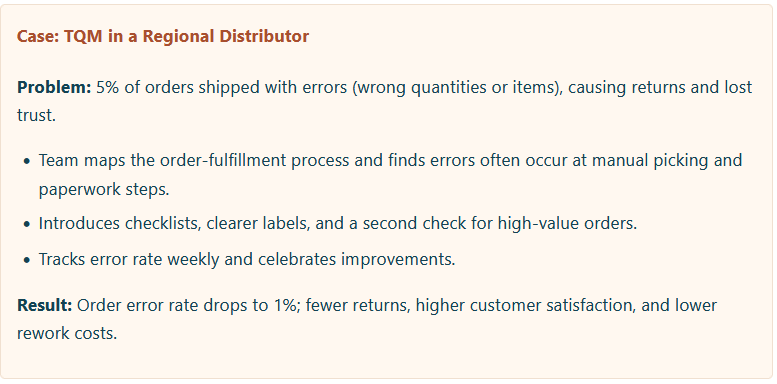 Case: TQM in a Regional Distributor
Problem: 5% of orders shipped with errors (wrong quantities or items), causing returns and lost
trust.
• Team maps the order-fulfillment process and finds errors often occur at manual picking and
paperwork steps.
• Introduces checklists, clearer labels, and a second check for high-value orders.
• Tracks error rate weekly and celebrates improvements.
Result: Order error rate drops to 1%; fewer returns, higher customer satisfaction, and lower
rework costs.